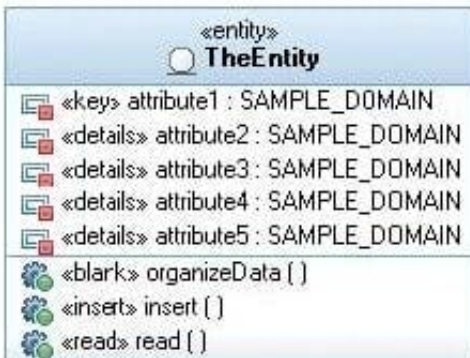 «entity»
TheEntity
«key» attribute1 : SAMPLE_DOMAIN
«details» attribute2 : SAMPLE_DOMAIN
«details» attribute3 : SAMPLE_DOMAIN
«details» attribute4 : SAMPLE_DOMAIN
«details» attribute5 : SAMPLE_DOMAIN
«blark» organizeData ( )
«insert» insert ( )
«read» read ( )